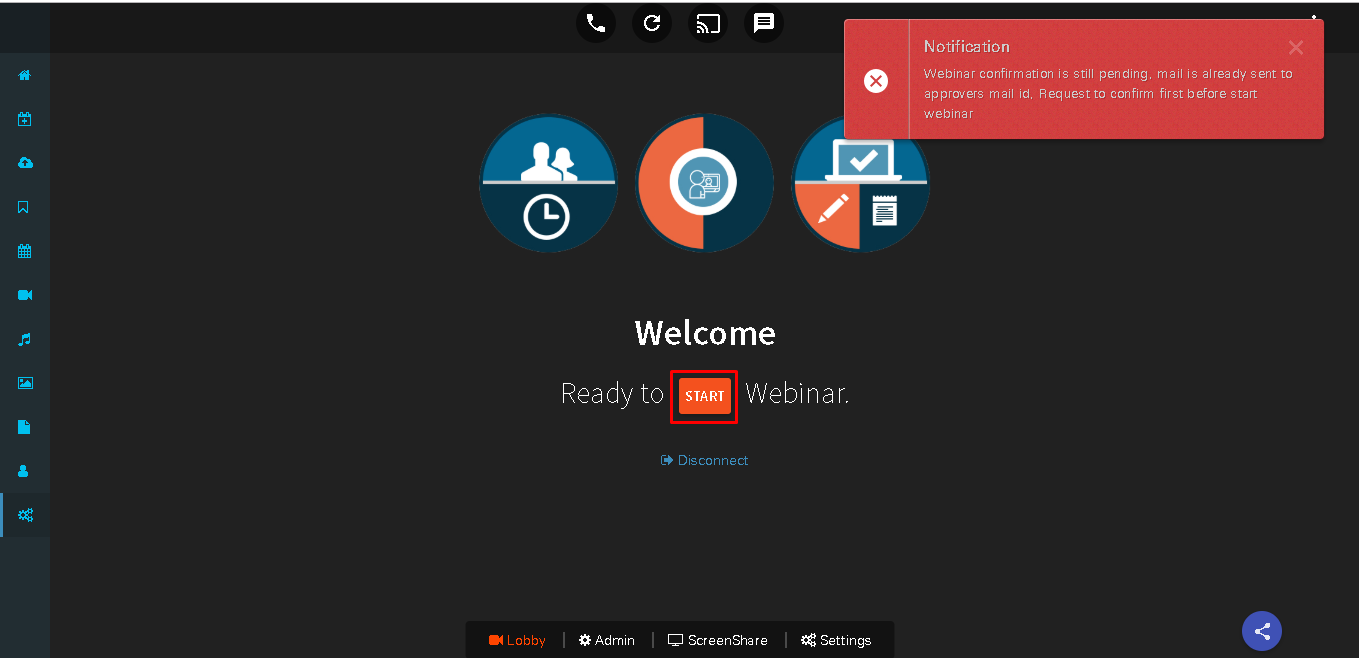 Notification
Webinar confirmation is still pending, mail is already sent to
approvers mail id, Request to confirm first before start
webinar
Welcome
Ready to START Webinar.
Disconnect
Lobby | Admin | ScreenShare | Settings